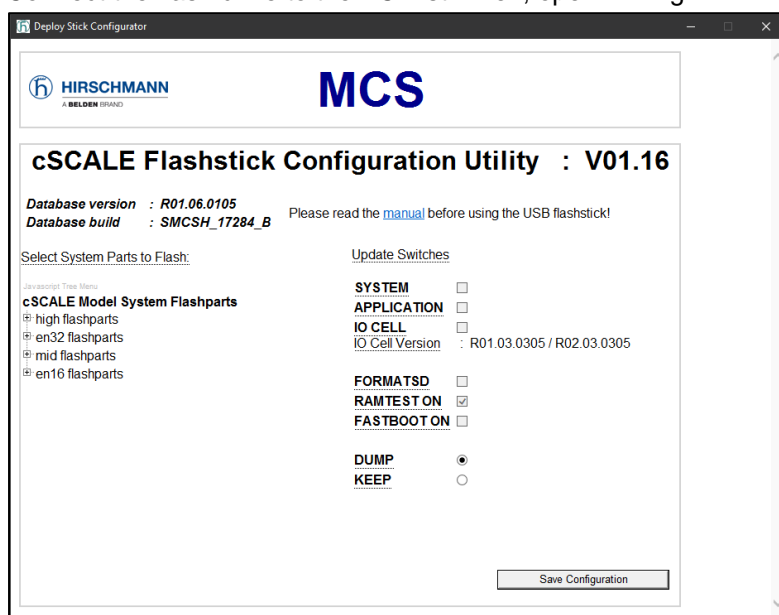 Deploy Stick Configurator
HIRSCHMANN
A BELDEN BRAND
MCS
cSCALE Flashstick Configuration Utility : V01.16
Database version : R01.06.0105
Database build : SMCSH_17284_B
Please read the manual before using the USB flashstick!
Select System Parts to Flash:
Javascript Tree Menu
cSCALE Model System Flashparts
high flashparts
en32 flashparts
mid flashparts
en16 flashparts
Update Switches
SYSTEM
APPLICATION
IO CELL
IO Cell Version : R01.03.0305 / R02.03.0305
FORMATSD
RAMTEST ON
FASTBOOT ON
DUMP
KEEP
Save Configuration